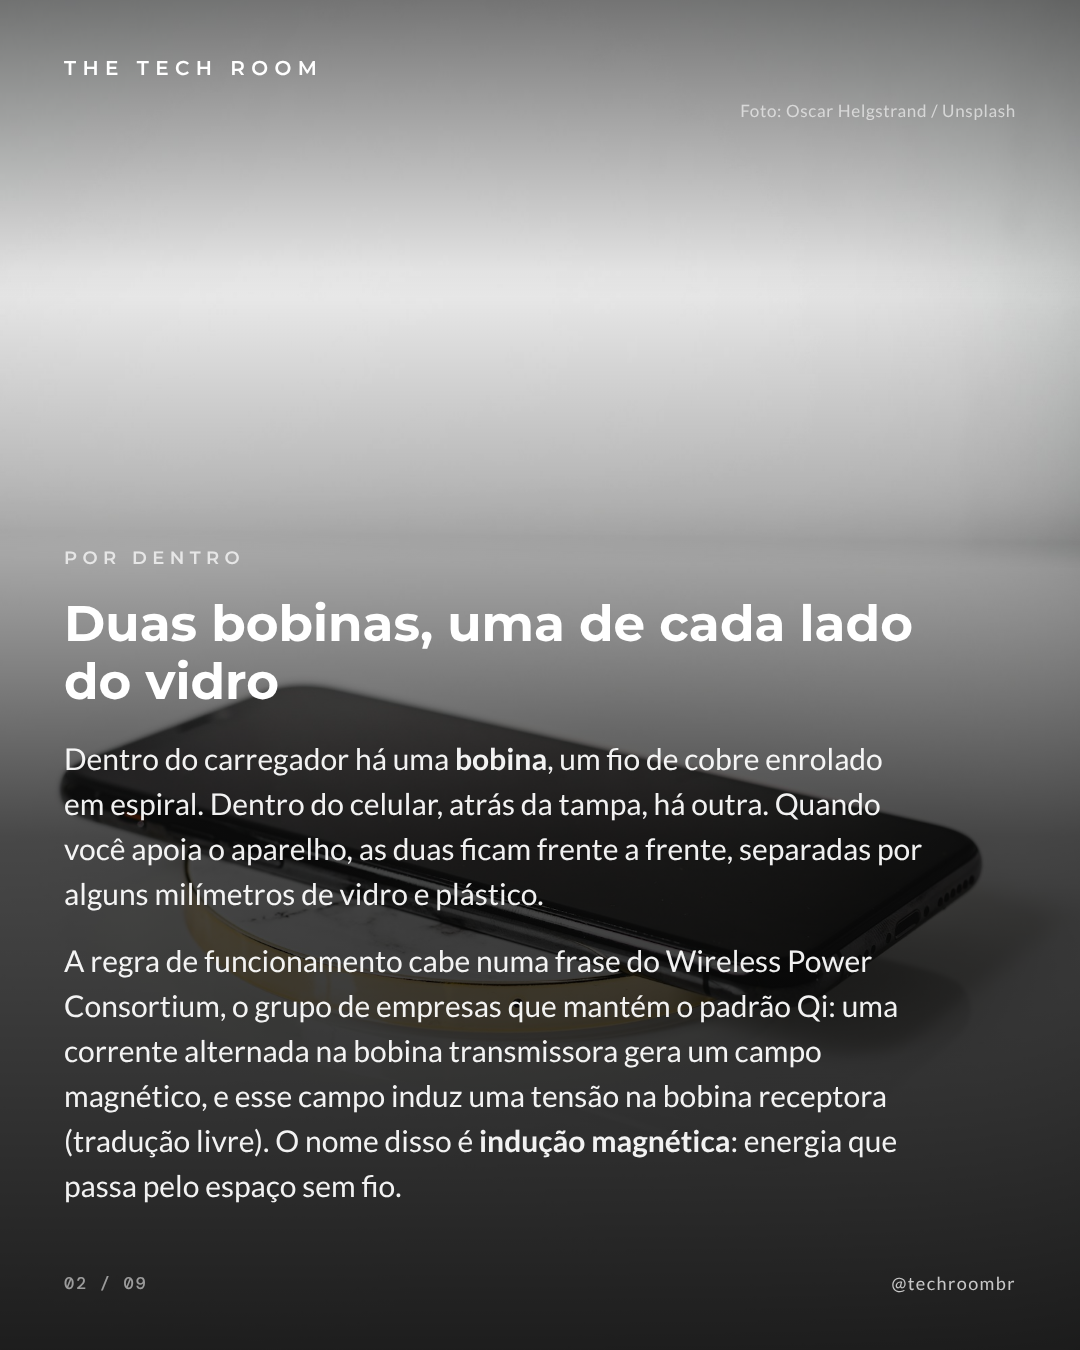 THE TECH ROOM
Foto: Oscar Helgstrand / Unsplash
POR DENTRO
Duas bobinas, uma de cada lado
do vidro
Dentro do carregador há uma bobina, um fio de cobre enrolado
em espiral. Dentro do celular, atrás da tampa, há outra. Quando
você apoia o aparelho, as duas ficam frente a frente, separadas por
alguns milímetros de vidro e plástico.
A regra de funcionamento cabe numa frase do Wireless Power
Consortium, o grupo de empresas que mantém o padrão Qi: uma
corrente alternada na bobina transmissora gera um campo
magnético, e esse campo induz uma tensão na bobina receptora
(tradução livre). O nome disso é indução magnética: energia que
passa pelo espaço sem fio.
02 / 09
@techroombr